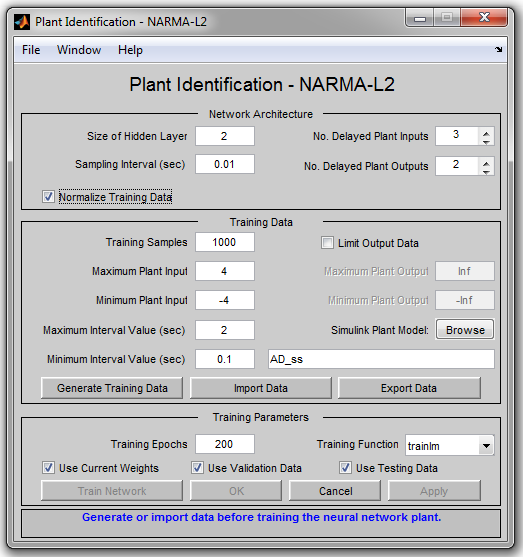 Plant Identification - NARMA-L2
File Window Help
Plant Identification - NARMA-L2
Network Architecture
Size of Hidden Layer 2 No. Delayed Plant Inputs 3
Sampling Interval (sec) 0.01 No. Delayed Plant Outputs 2
Normalize Training Data
Training Data
Training Samples 1000 Limit Output Data
Maximum Plant Input 4 Maximum Plant Output Inf
Minimum Plant Input -4 Minimum Plant Output -Inf
Maximum Interval Value (sec) 2 Simulink Plant Model: Browse
Minimum Interval Value (sec) 0.1 AD_ss
Generate Training Data Import Data Export Data
Training Parameters
Training Epochs 200 Training Function trainlm
Use Current Weights Use Validation Data Use Testing Data
Train Network OK Cancel Apply
Generate or import data before training the neural network plant.